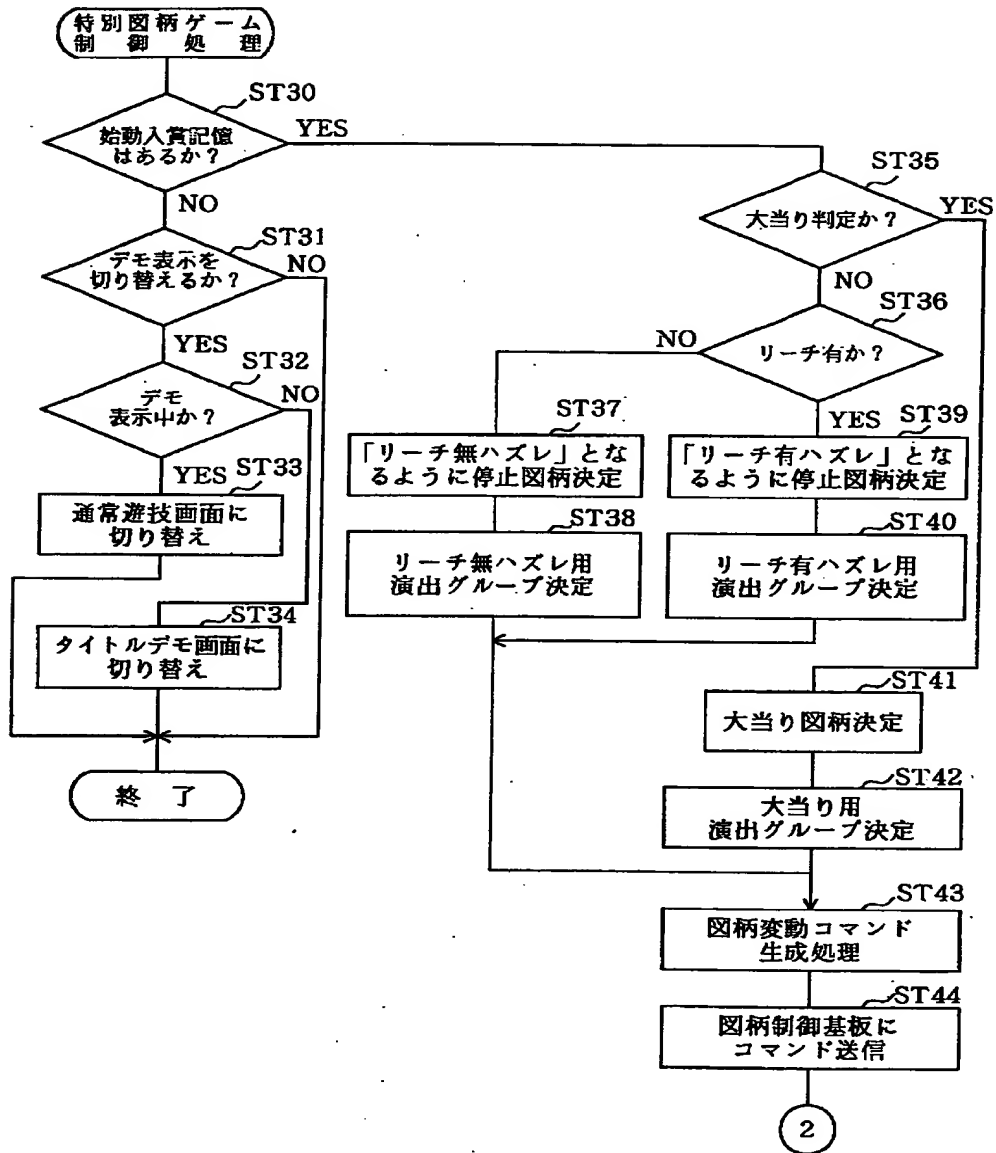 特別図柄ゲーム
制御処理
ST30
始動入賞記憶
はあるか？
YES
NO
ST31
デモ表示を
切り替えるか？
NO
YES
ST32
デモ
表示中か？
NO
YES
ST33
通常遊技画面に
切り替え
ST34
タイトルデモ画面に
切り替え
終了
ST35
大当り判定か？
YES
NO
ST36
リーチ有か？
NO
YES
ST37
「リーチ無ハズレ」とな
るように停止図柄決定
ST38
リーチ無ハズレ用
演出グループ決定
ST39
「リーチ有ハズレ」とな
るように停止図柄決定
ST40
リーチ有ハズレ用
演出グループ決定
ST41
大当り図柄決定
ST42
大当り用
演出グループ決定
ST43
図柄変動コマンド
生成処理
ST44
図柄制御基板に
コマンド送信
2